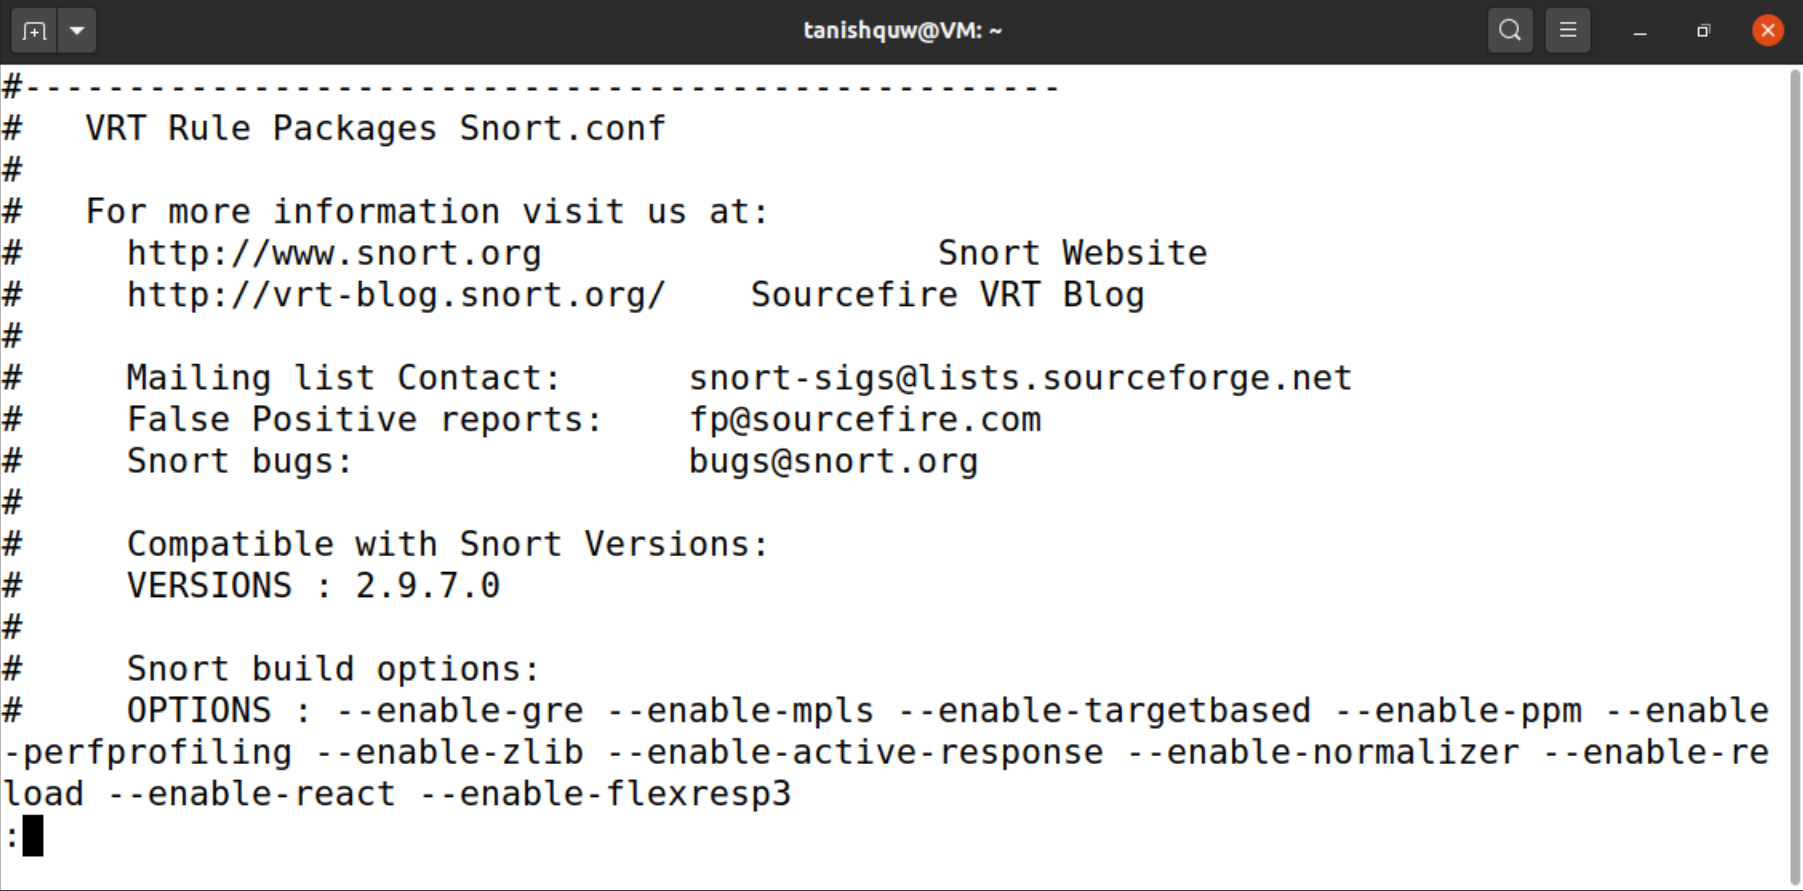 tanishquw@VM: ~
#--------------------------------------------------
#   VRT Rule Packages Snort.conf
#
#   For more information visit us at:
#     http://www.snort.org                   Snort Website
#     http://vrt-blog.snort.org/    Sourcefire VRT Blog
#
#     Mailing list Contact:      snort-sigs@lists.sourceforge.net
#     False Positive reports:    fp@sourcefire.com
#     Snort bugs:                bugs@snort.org
#
#     Compatible with Snort Versions:
#     VERSIONS : 2.9.7.0
#
#     Snort build options:
#     OPTIONS : --enable-gre --enable-mpls --enable-targetbased --enable-ppm --enable
-perfprofiling --enable-zlib --enable-active-response --enable-normalizer --enable-re
load --enable-react --enable-flexresp3
: